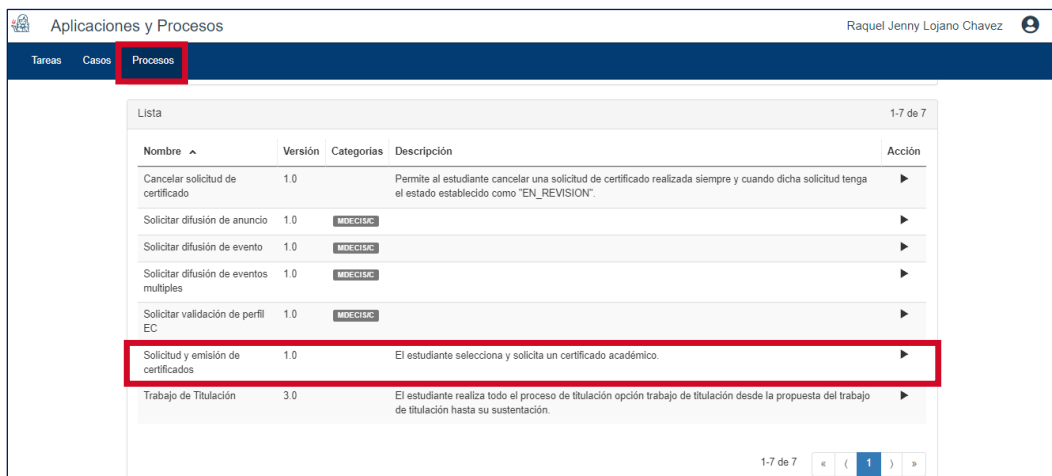 Aplicaciones y Procesos
Raquel Jenny Lojano Chavez
Tareas Casos Procesos
Lista 1-7 de 7
Nombre Versión Categorías Descripción Acción
Cancelar solicitud de 1.0 Permite al estudiante cancelar una solicitud de certificado realizada siempre y cuando dicha solicitud tenga
certificado el estado establecido como "EN_REVISION".
Solicitar difusión de anuncio 1.0 MDECIS/C
Solicitar difusión de evento 1.0 MDECIS/C
Solicitar difusión de eventos 1.0 MDECIS/C
multiples
Solicitar validación de perfil 1.0 MDECIS/C
EC
Solicitud y emisión de 1.0 El estudiante selecciona y solicita un certificado académico.
certificados
Trabajo de Titulación 3.0 El estudiante realiza todo el proceso de titulación opción trabajo de titulación desde la propuesta del trabajo
de titulación hasta su sustentación.
1-7 de 7 « ⟨ 1 ⟩ »